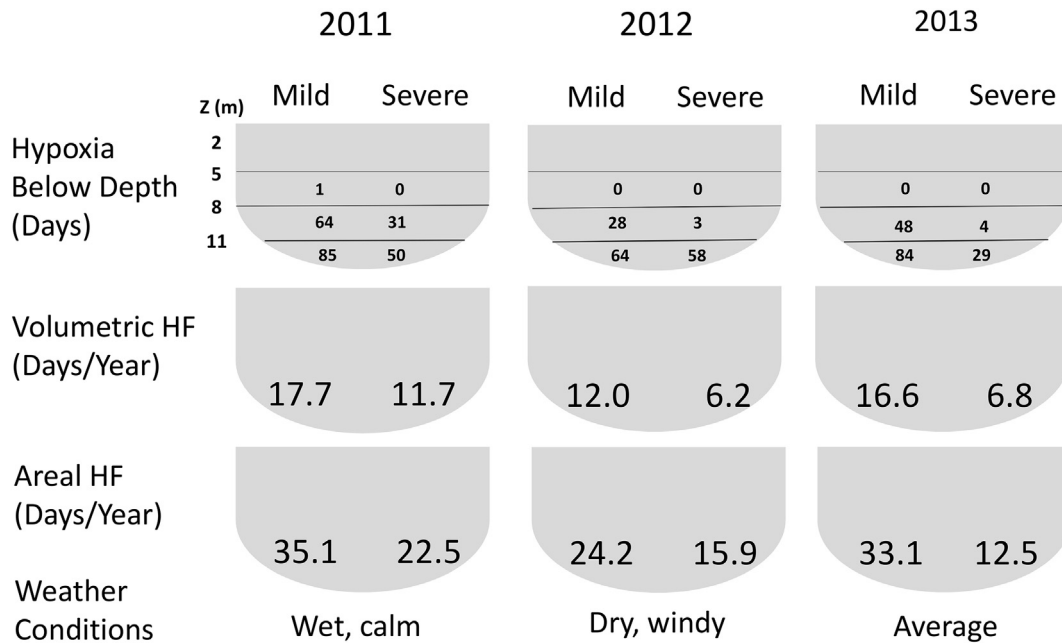 2011 2012 2013
Mild Severe Mild Severe Mild Severe
Z (m)
2
Hypoxia
Below Depth
(Days)
5
1 0 0 0 0 0
8
64 31 28 3 48 4
11
85 50 64 58 84 29
Volumetric HF
(Days/Year)
17.7 11.7 12.0 6.2 16.6 6.8
Areal HF
(Days/Year)
35.1 22.5 24.2 15.9 33.1 12.5
Weather
Conditions
Wet, calm Dry, windy Average